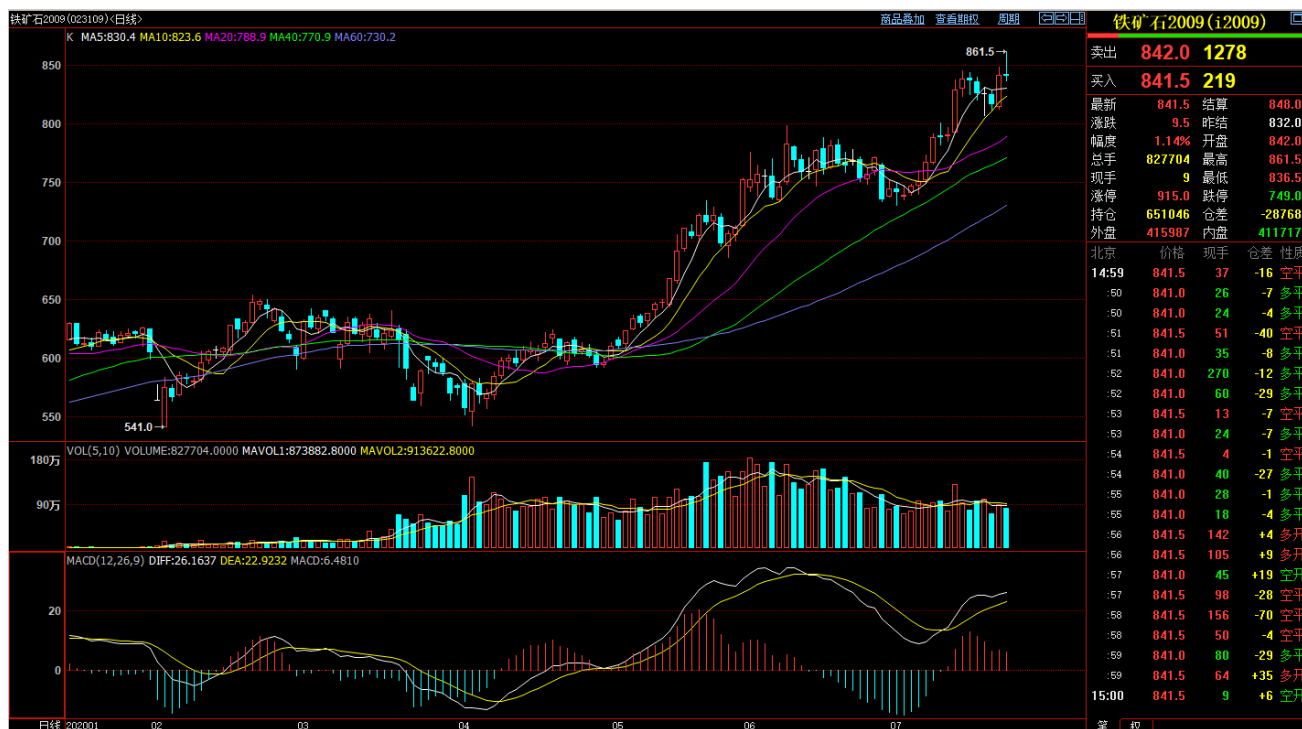 铁矿石2009(023109)<日线>
商品叠加 查看期权 周期
K MA5:830.4 MA10:823.6 MA20:788.9 MA40:770.9 MA60:730.2
861.5→
850
800
750
700
650
600
550
541.0→
VOL(5,10) VOLUME:827704.0000 MAVOL1:873882.8000 MAVOL2:913622.8000
180万
90万
MACD(12,26,9) DIFF:26.1637 DEA:22.9232 MACD:6.4810
20
0
日线 202001 02 03 04 05 06 07
铁矿石2009(i2009)
卖出 842.0 1278
买入 841.5 219
最新 841.5 结算 848.0
涨跌 9.5 昨结 832.0
幅度 1.14% 开盘 842.0
总手 827704 最高 861.5
现手 9 最低 836.5
涨停 915.0 跌停 749.0
持仓 651046 仓差 -28768
外盘 415987 内盘 411717
北京 价格 现手 仓差 性质
14:59 841.5 37 -16 空平
:50 841.0 26 -7 多平
:50 841.0 24 -4 多平
:51 841.5 51 -40 空平
:51 841.0 35 -8 多平
:52 841.0 270 -12 多平
:52 841.0 60 -29 多平
:53 841.5 13 -7 空平
:53 841.0 24 -7 多平
:54 841.5 4 -1 空平
:54 841.0 40 -27 多平
:55 841.0 28 -1 多平
:55 841.0 18 -4 多平
:56 841.5 142 +4 多开
:56 841.5 105 +9 多开
:57 841.0 45 +19 空开
:57 841.5 98 -28 空平
:58 841.5 156 -70 空平
:58 841.5 50 -4 空平
:59 841.0 80 -29 多平
:59 841.5 64 +35 多开
15:00 841.5 9 +6 空开
笔 权